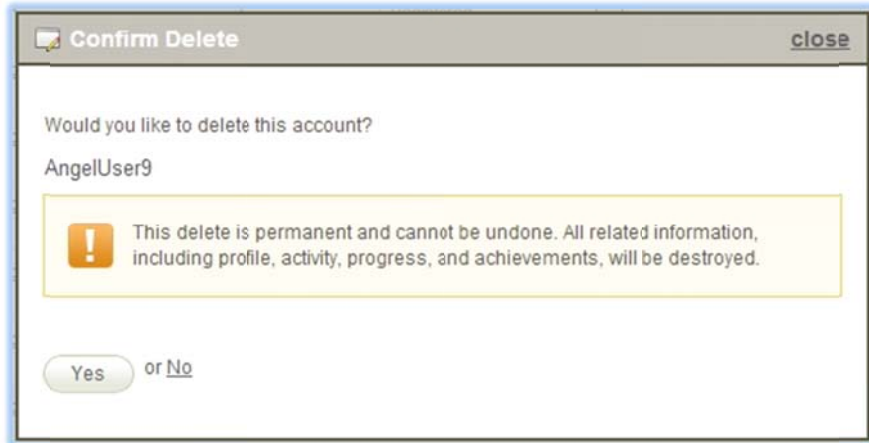 Confirm Delete close
Would you like to delete this account?
AngelUser9
! This delete is permanent and cannot be undone. All related information,
including profile, activity, progress, and achievements, will be destroyed.
Yes or No